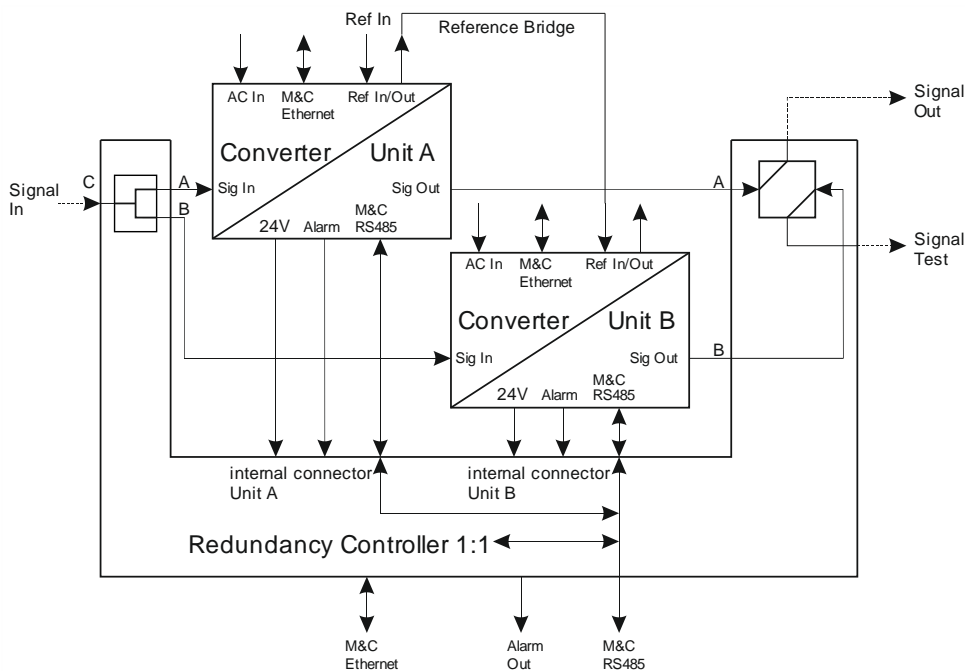 Ref In
Reference Bridge
AC In
M&C
Ethernet
Ref In/Out
Converter
Unit A
Sig In
Sig Out
24V
Alarm
M&C
RS485
Signal
In
C
A
B
A
Signal
Out
Signal
Test
AC In
M&C
Ethernet
Ref In/Out
Converter
Unit B
Sig In
Sig Out
B
24V
Alarm
M&C
RS485
internal connector
Unit A
internal connector
Unit B
Redundancy Controller 1:1
M&C
Ethernet
Alarm
Out
M&C
RS485